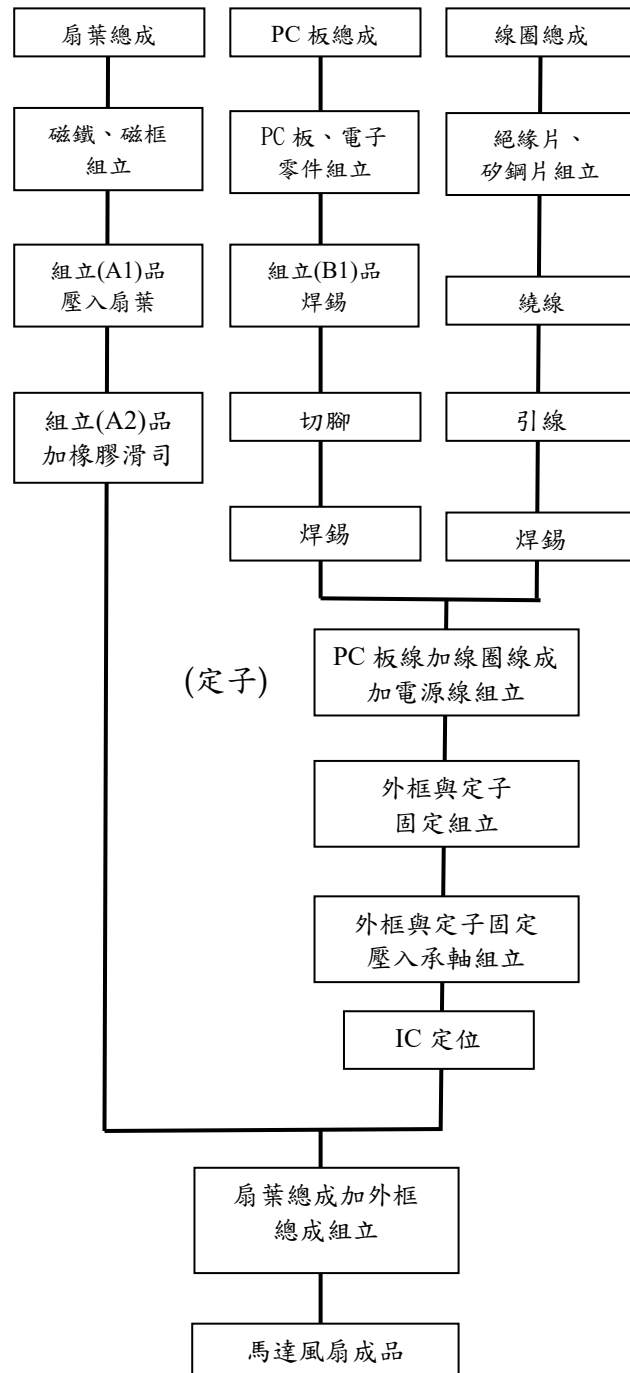 扇葉總成
磁鐵、磁框
組立
組立(A1)品
壓入扇葉
組立(A2)品
加橡膠滑司
PC 板總成
PC 板、電子
零件組立
組立(B1)品
焊錫
切腳
焊錫
線圈總成
絕緣片、
矽鋼片組立
繞線
引線
焊錫
(定子)
PC 板線加線圈線成
加電源線組立
外框與定子
固定組立
外框與定子固定
壓入承軸組立
IC 定位
扇葉總成加外框
總成組立
馬達風扇成品